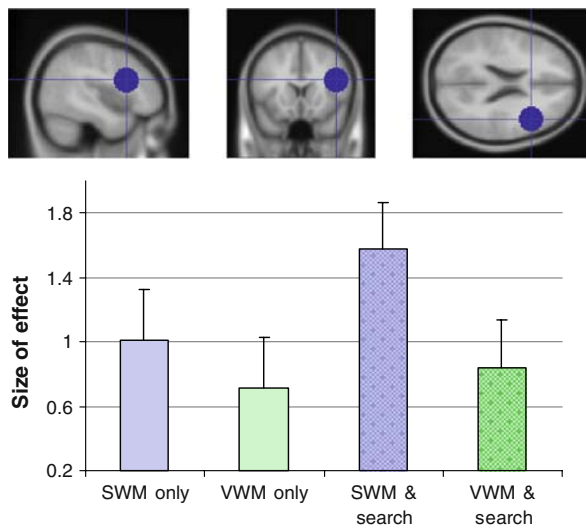 Size of effect
1.8
1.4
1
0.6
0.2
SWM only
VWM only
SWM &
search
VWM &
search